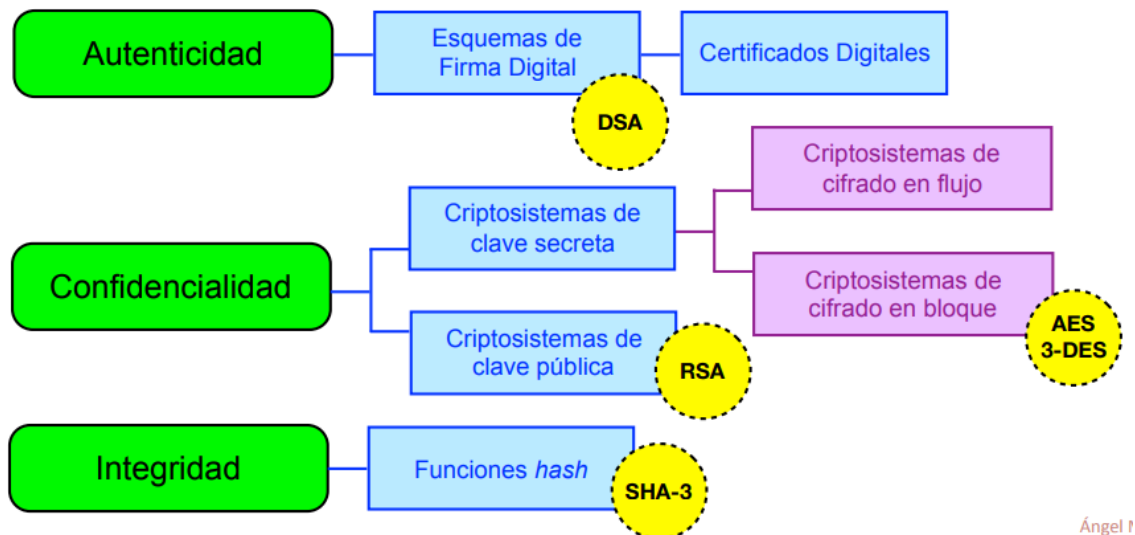 Autenticidad
Esquemas de
Firma Digital
Certificados Digitales
DSA
Criptosistemas de
cifrado en flujo
Criptosistemas de
clave secreta
Confidencialidad
Criptosistemas de
cifrado en bloque
AES
3-DES
Criptosistemas de
clave pública
RSA
Integridad
Funciones hash
SHA-3
Ángel